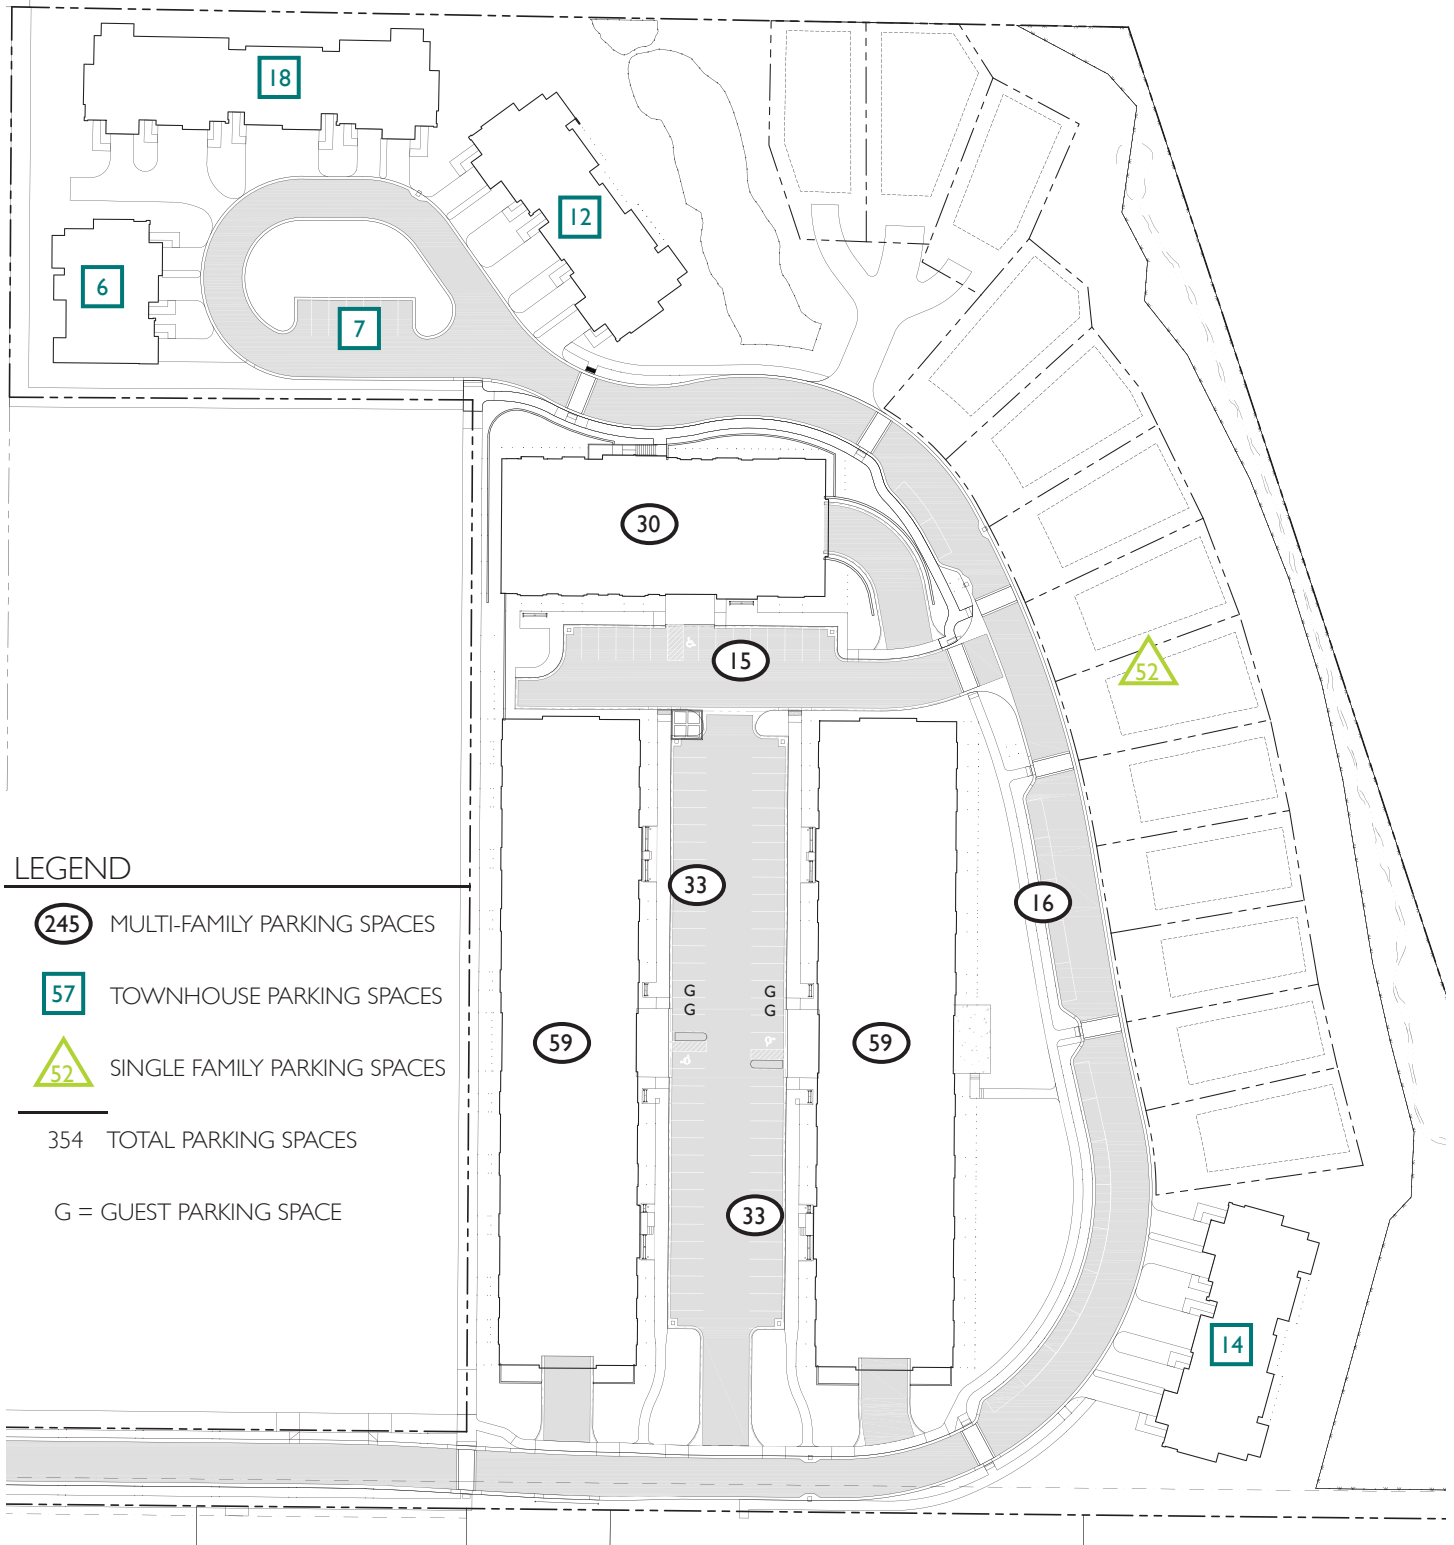 18
12
6
7
30
15
52
33
16
G G
G G
59
59
33
14
LEGEND
245 MULTI-FAMILY PARKING SPACES
57 TOWNHOUSE PARKING SPACES
52 SINGLE FAMILY PARKING SPACES
354 TOTAL PARKING SPACES
G = GUEST PARKING SPACE